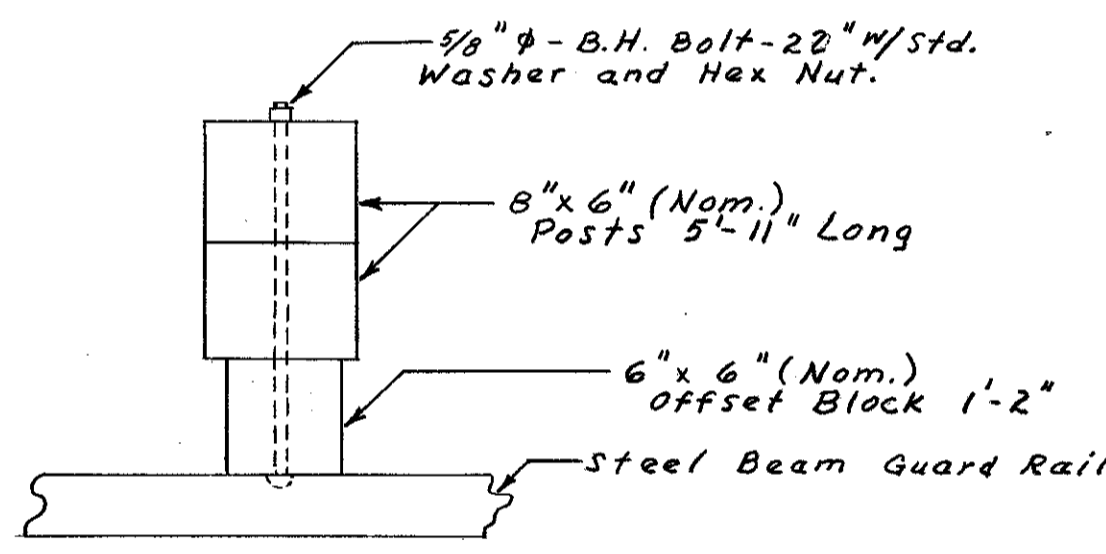 5/8" ϕ - B.H. Bolt - 22" w/ Std.
Washer and Hex Nut.
8" x 6" (Nom.)
Posts 5'-11" Long
6" x 6" (Nom.)
Offset Block 1'-2"
Steel Beam Guard Rail